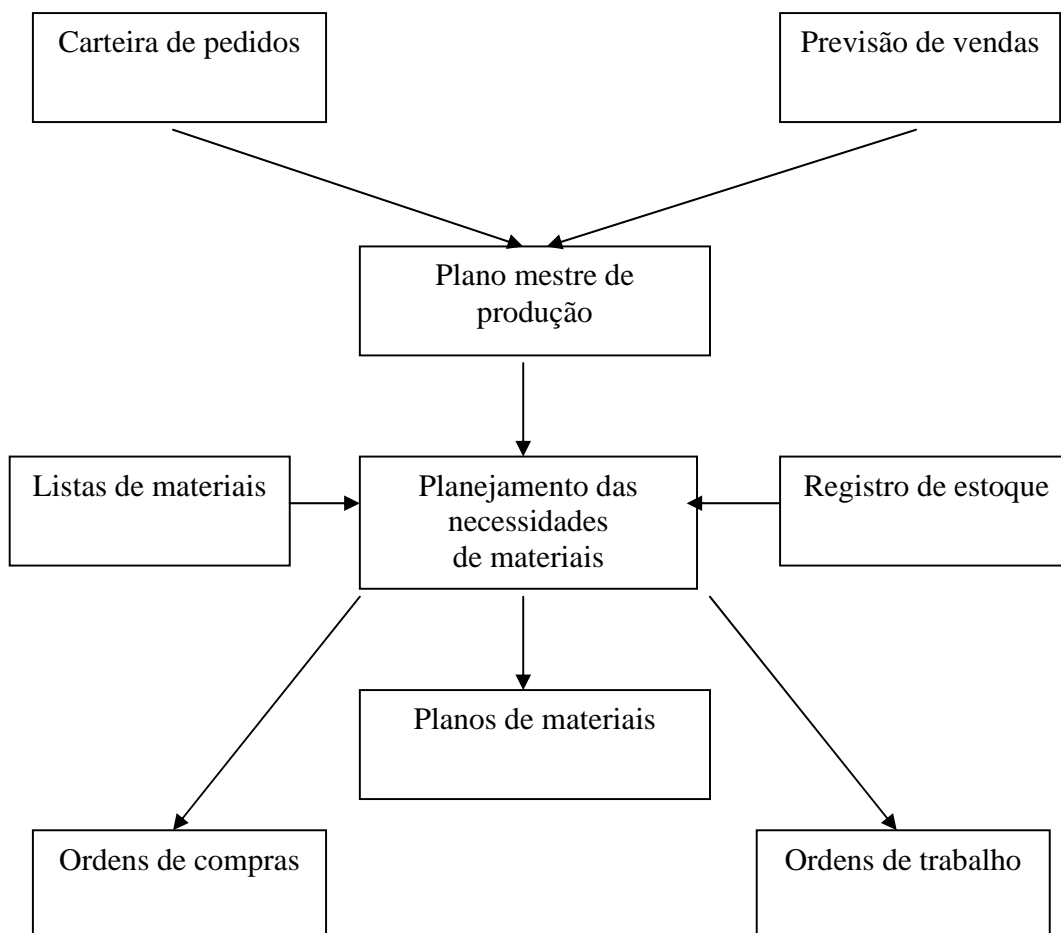 Carteira de pedidos
Previsão de vendas
Plano mestre de
produção
Listas de materiais
Planejamento das
necessidades
de materiais
Registro de estoque
Planos de materiais
Ordens de compras
Ordens de trabalho